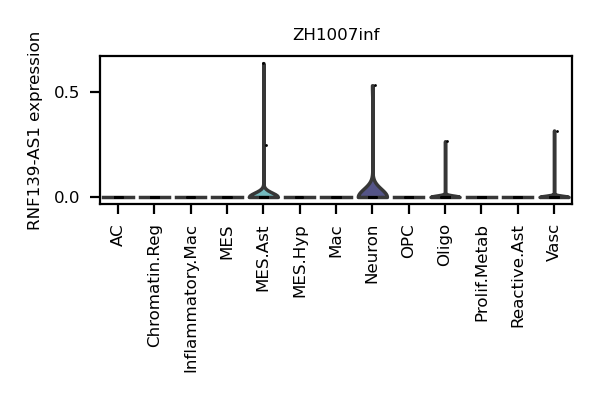 ZH1007inf
RNF139-AS1 expression
0.5
0.0
AC
Chromatin.Reg
Inflammatory.Mac
MES
MES.Ast
MES.Hyp
Mac
Neuron
OPC
Oligo
Prolif.Metab
Reactive.Ast
Vasc